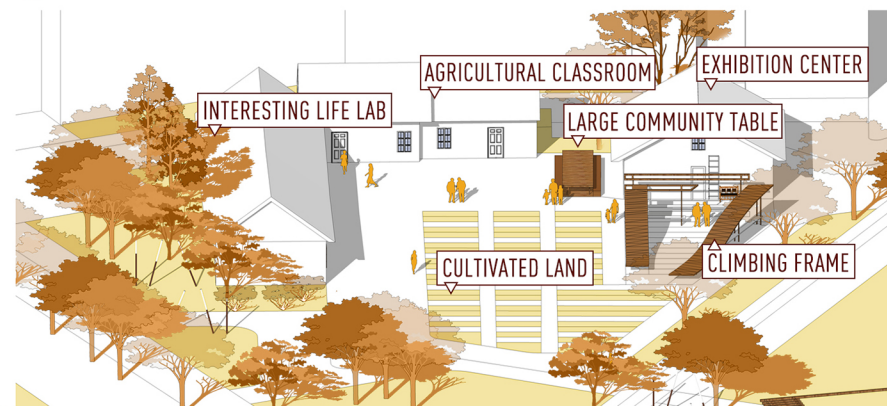 AGRICULTURAL CLASSROOM
EXHIBITION CENTER
INTERESTING LIFE LAB
LARGE COMMUNITY TABLE
CULTIVATED LAND
CLIMBING FRAME